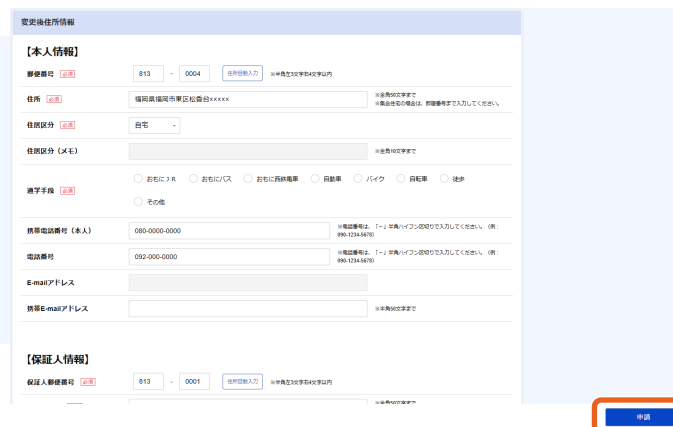 変更後住所情報
【本人情報】
郵便番号 必須 813 - 0004 住所自動入力 ※半角左3文字右4文字以内
住所 必須 福岡県福岡市東区松香台xxxxx ※全角50文字まで
※集合住宅の場合は、部屋番号まで入力してください。
住居区分 必須 自宅
住居区分（メモ） ※全角10文字まで
通学手段 必須 おもにＪＲ おもにバス おもに西鉄電車 自動車 バイク 自転車 徒歩
その他
携帯電話番号（本人） 080-0000-0000 ※電話番号は、「－」半角ハイフン区切りで入力してください。（例：
090-1234-5678）
電話番号 092-000-0000 ※電話番号は、「－」半角ハイフン区切りで入力してください。（例：
090-1234-5678）
E-mailアドレス
携帯E-mailアドレス ※半角50文字まで
【保証人情報】
保証人郵便番号 必須 813 - 0001 住所自動入力 ※半角左3文字右4文字以内
申請